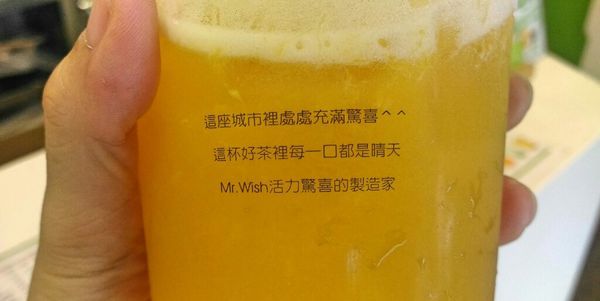 這座城市裡處處充滿驚喜^^
這杯好茶裡每一口都是晴天
Mr.Wish活力驚喜的製造家